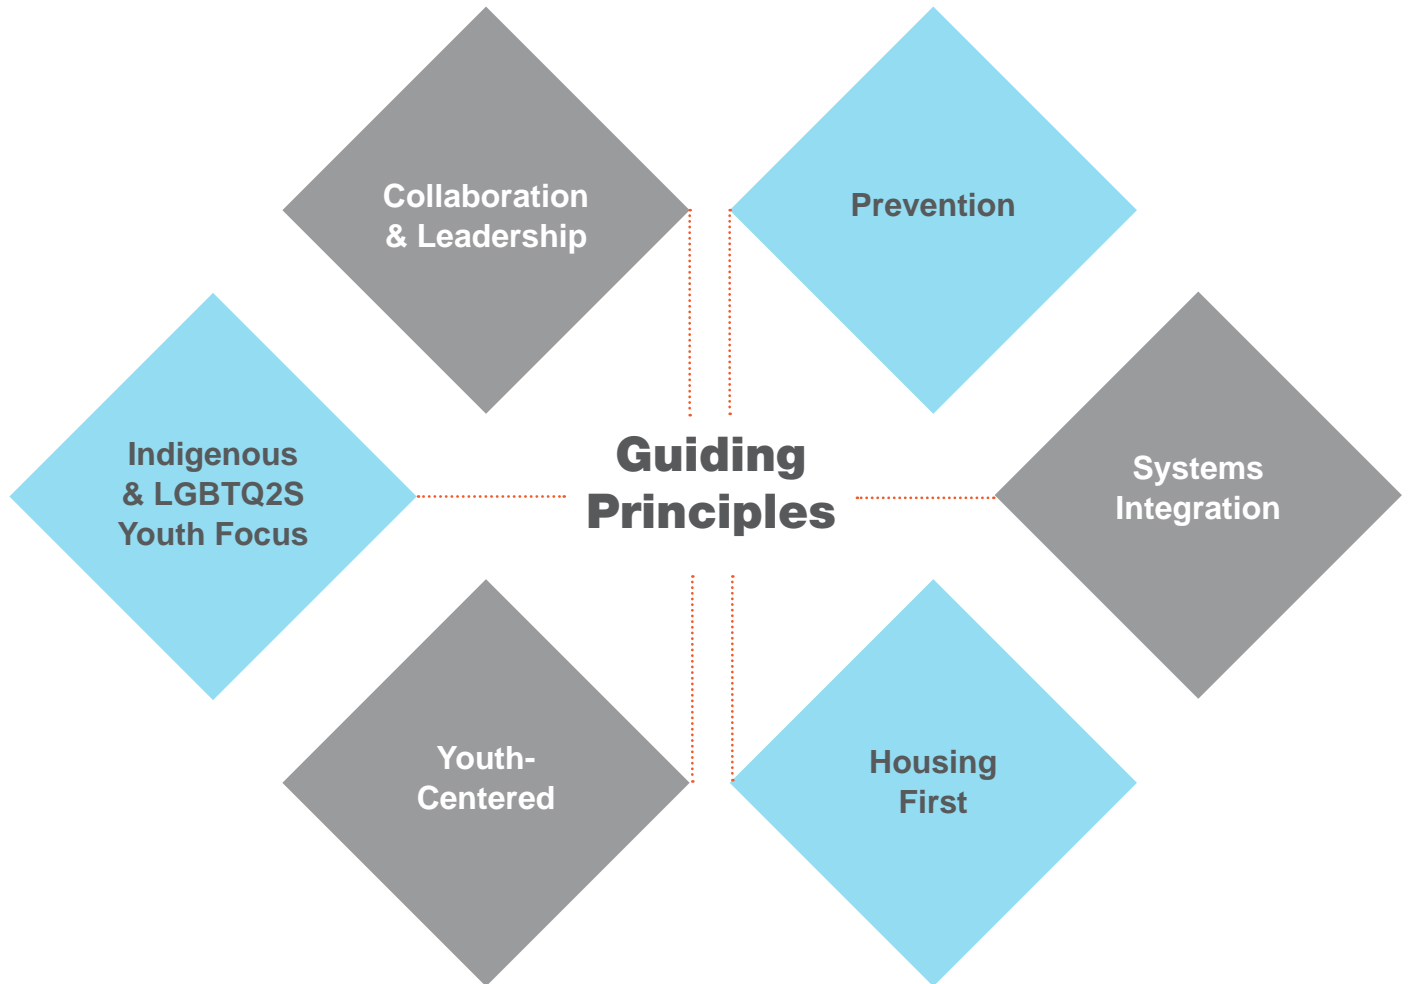 Collaboration
& Leadership
Prevention
Indigenous
& LGBTQ2S
Youth Focus
Guiding
Principles
Systems
Integration
Youth-
Centered
Housing
First